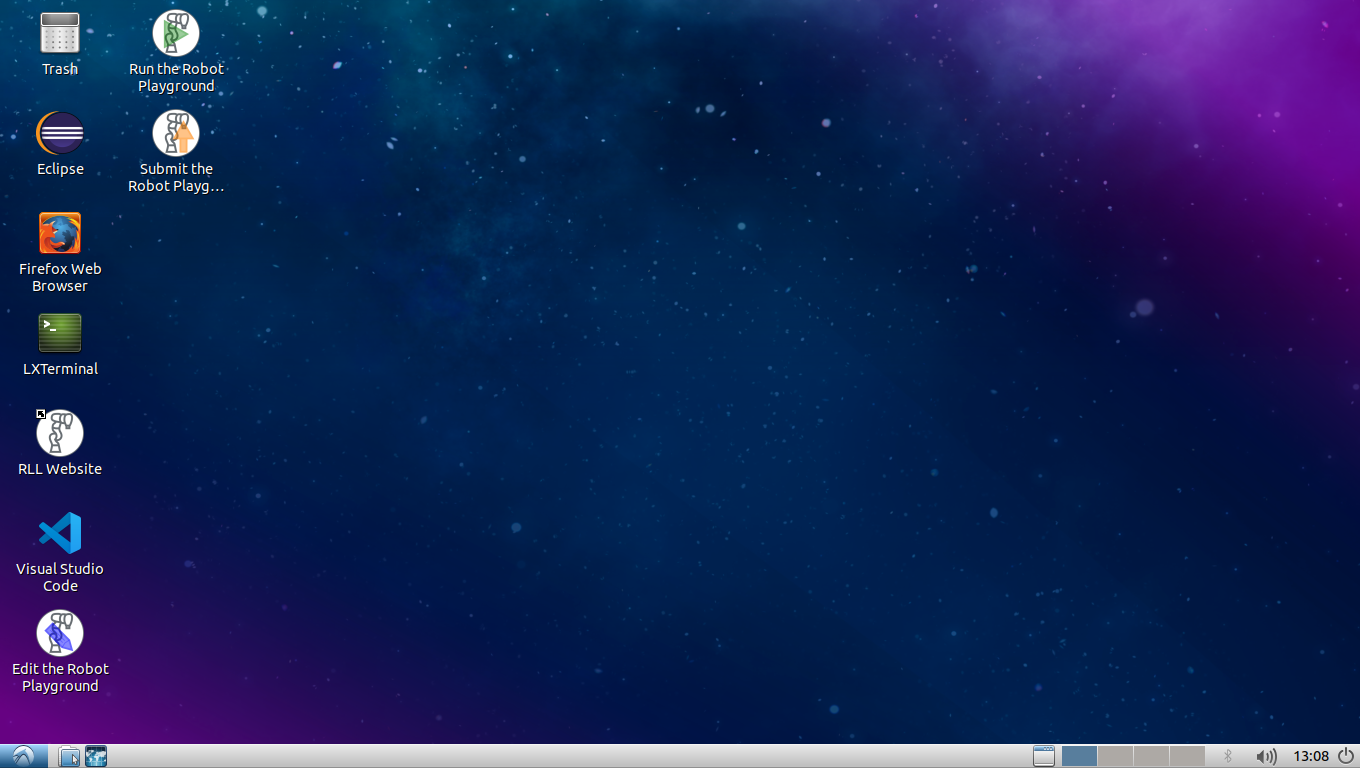 Trash
Run the Robot
Playground
Eclipse
Submit the
Robot Playg…
Firefox Web
Browser
LXTerminal
RLL Website
Visual Studio
Code
Edit the Robot
Playground
13:08